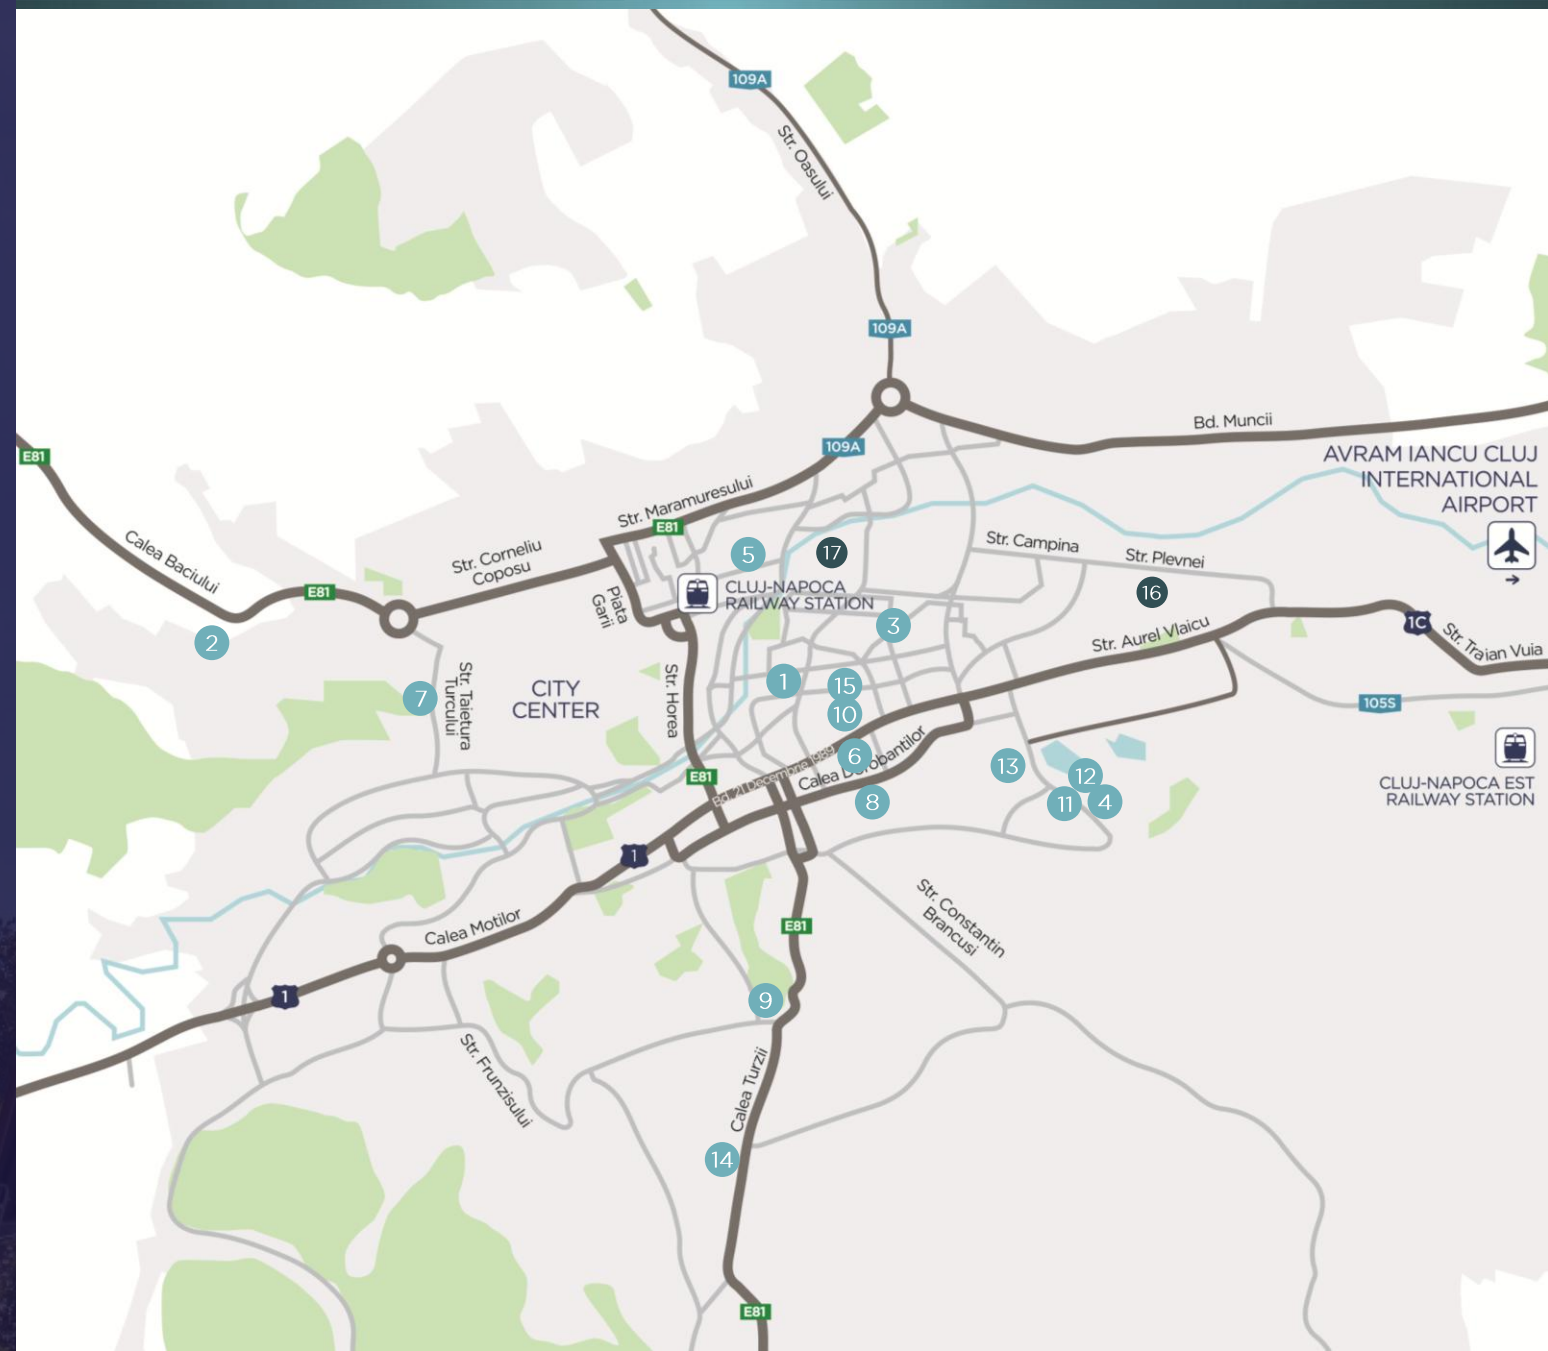 109A
Str. Oasului
109A
Bd. Muncii
109A
E81
AVRAM IANCU CLUJ
INTERNATIONAL
AIRPORT
Str. Maramuresului
E81
Calea Baciului
Str. Corneliu
Coposu
5
17
Str. Campina
Str. Plevnei
E81
Piata
Garii
CLUJ-NAPOCA
RAILWAY STATION
16
2
3
Str. Aurel Vlaicu
1C
Str. Traian Vuia
7
Str. Taietura
Turcului
CITY
CENTER
Str. Horea
1
15
10
105S
6
Calea Dorobantilor
Bd. 21 Decembrie 1989
E81
13
12
11
4
8
CLUJ-NAPOCA EST
RAILWAY STATION
1
Calea Motilor
E81
Str. Constantin
Brancusi
1
9
Str. Frunzisului
Calea Turzii
14
E81